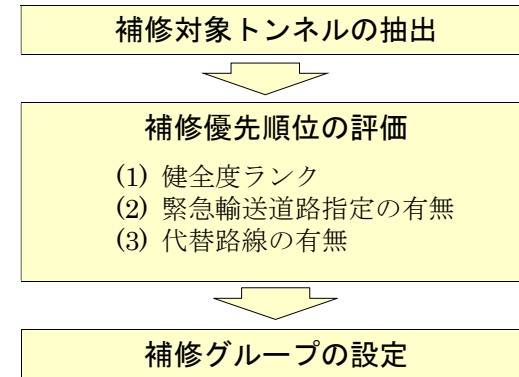 補修対象トンネルの抽出
補修優先順位の評価
(1) 健全度ランク
(2) 緊急輸送道路指定の有無
(3) 代替路線の有無
補修グループの設定